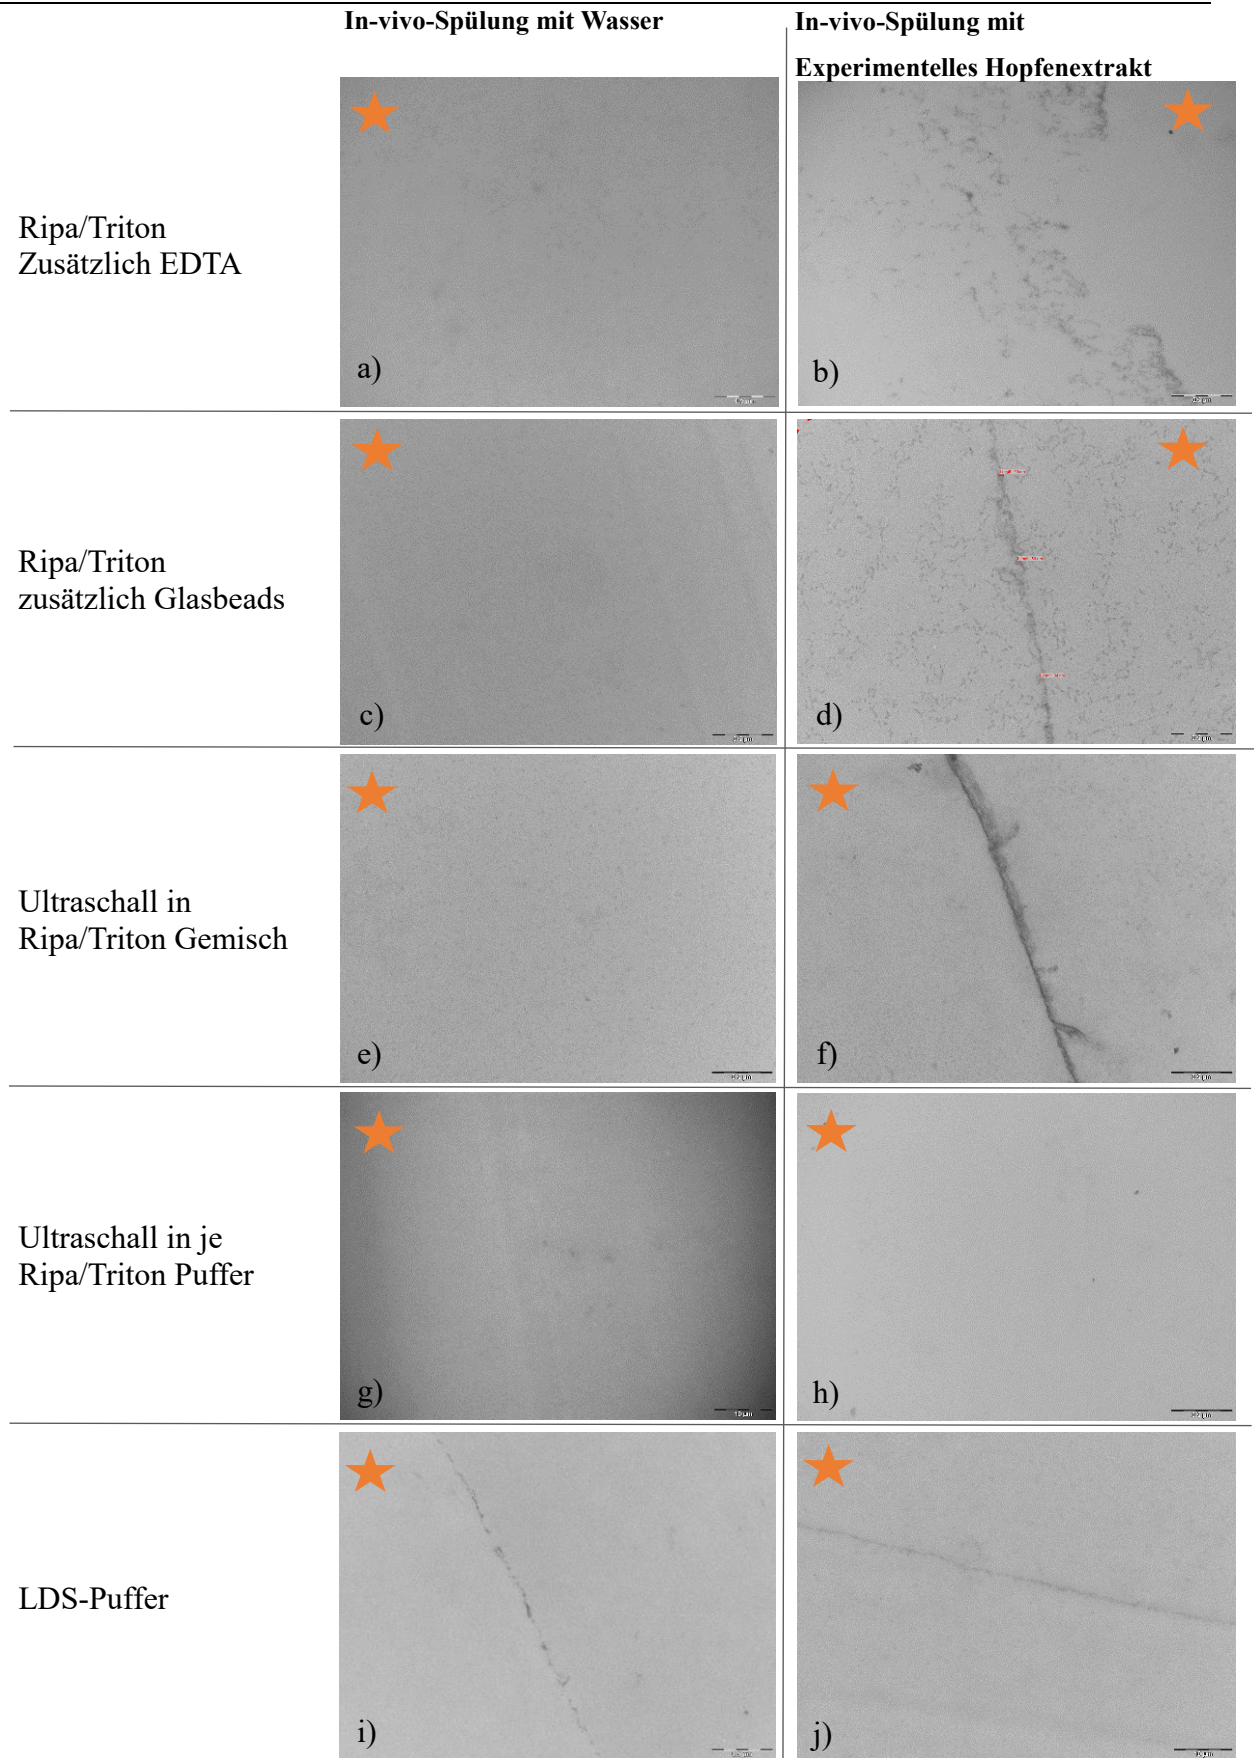 In-vivo-Spülung mit Wasser
In-vivo-Spülung mit
Experimentelles Hopfenextrakt
Ripa/Triton
Zusätzlich EDTA
a)
b)
Ripa/Triton
zusätzlich Glasbeads
c)
d)
Ultraschall in
Ripa/Triton Gemisch
e)
f)
Ultraschall in je
Ripa/Triton Puffer
g)
h)
LDS-Puffer
i)
j)